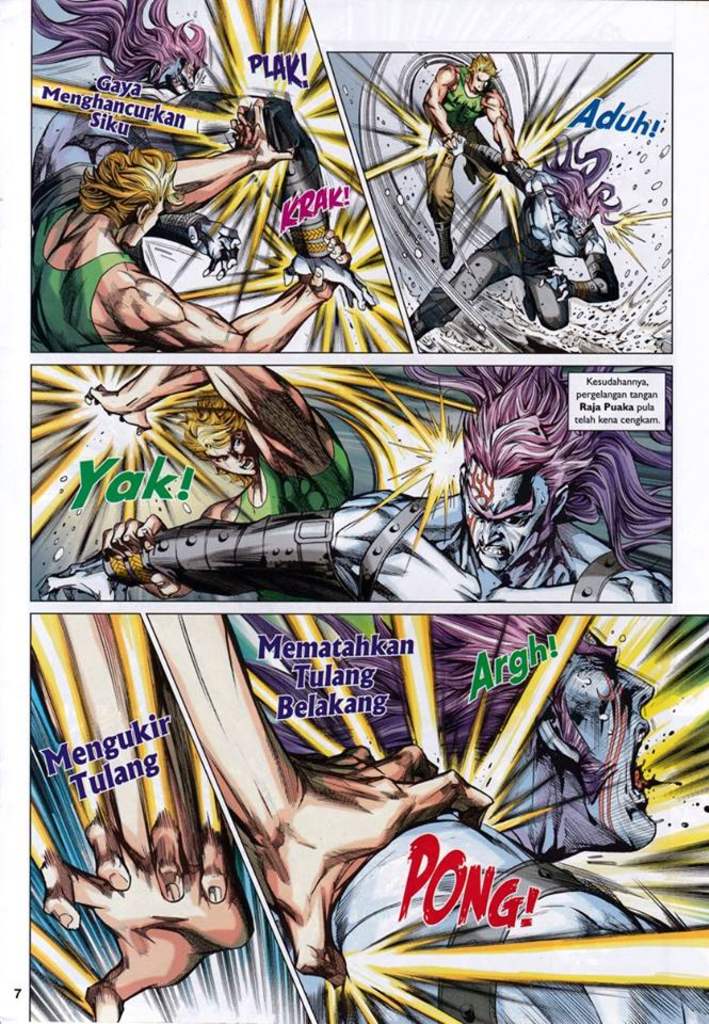 Gaya
Menghancurkan
Siku
PLAK!
KRAK!
Aduh!
Yak!
Kesudahannya,
pergelangan tangan
Raja Puaka pula
telah kena cengkam.
Mengukir
Tulang
Mematahkan
Tulang
Belakang
Argh!
PONG!
7